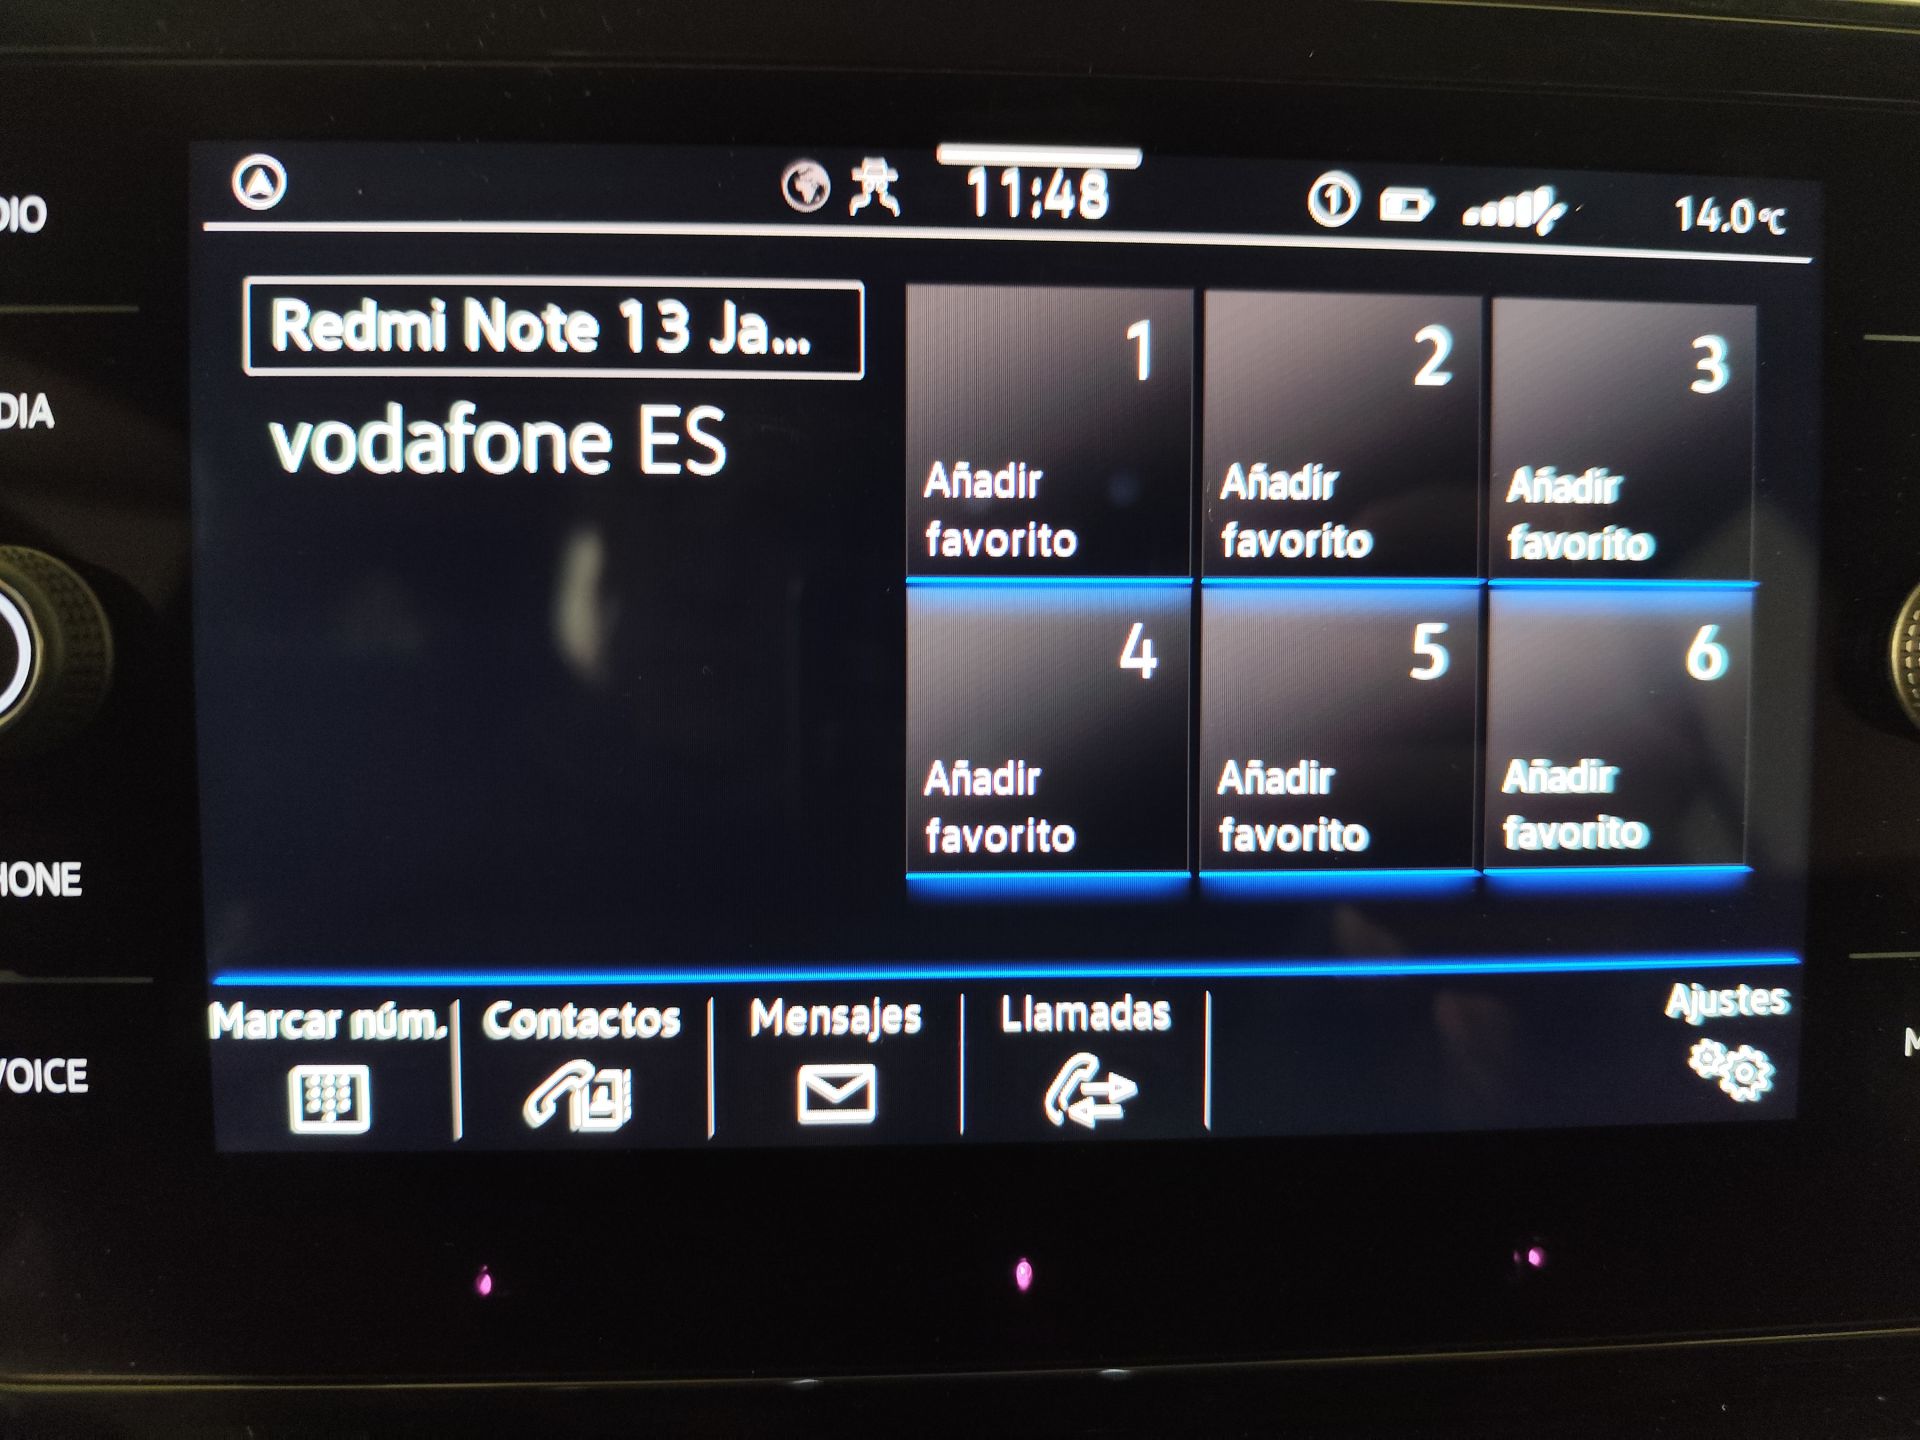 11:48
1
14.0°C
Redmi Note 13 Ja...
vodafone ES
1
Añadir
favorito
2
Añadir
favorito
3
Añadir
favorito
4
Añadir
favorito
5
Añadir
favorito
6
Añadir
favorito
Marcar núm.
Contactos
Mensajes
Llamadas
Ajustes
DIO
DIA
HONE
VOICE
M